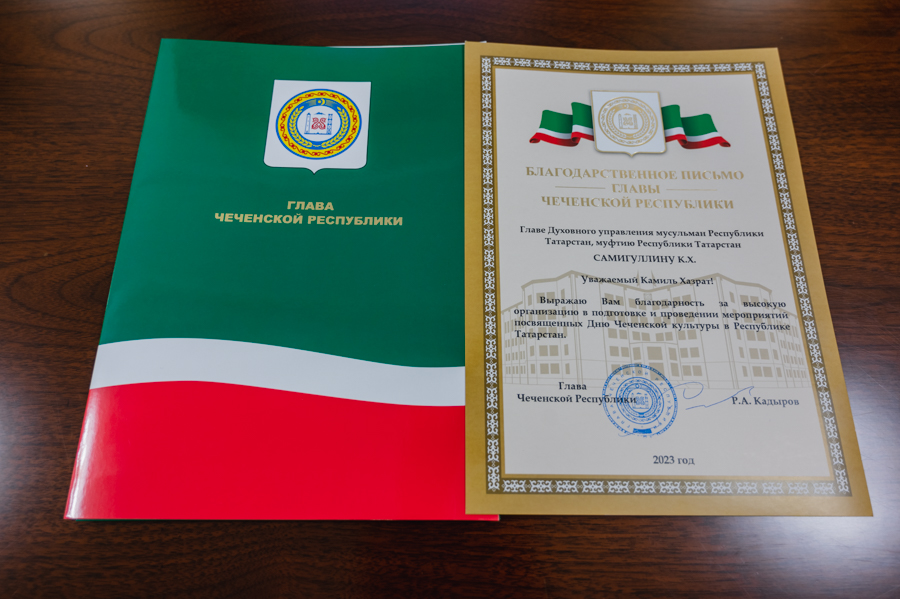 ГЛАВА
ЧЕЧЕНСКОЙ РЕСПУБЛИКИ
БЛАГОДАРСТВЕННОЕ ПИСЬМО
ГЛАВЫ
ЧЕЧЕНСКОЙ РЕСПУБЛИКИ
Главе Духовного управления мусульман Республики
Татарстан, муфтию Республики Татарстан
САМИГУЛЛИНУ К.Х.
Уважаемый Камиль Хазрат!
Выражаю Вам благодарность за высокую
организацию в подготовке и проведении мероприятий
посвященных Дню Чеченской культуры в Республике
Татарстан.
Глава
Чеченской Республики
Р.А. Кадыров
2023 год